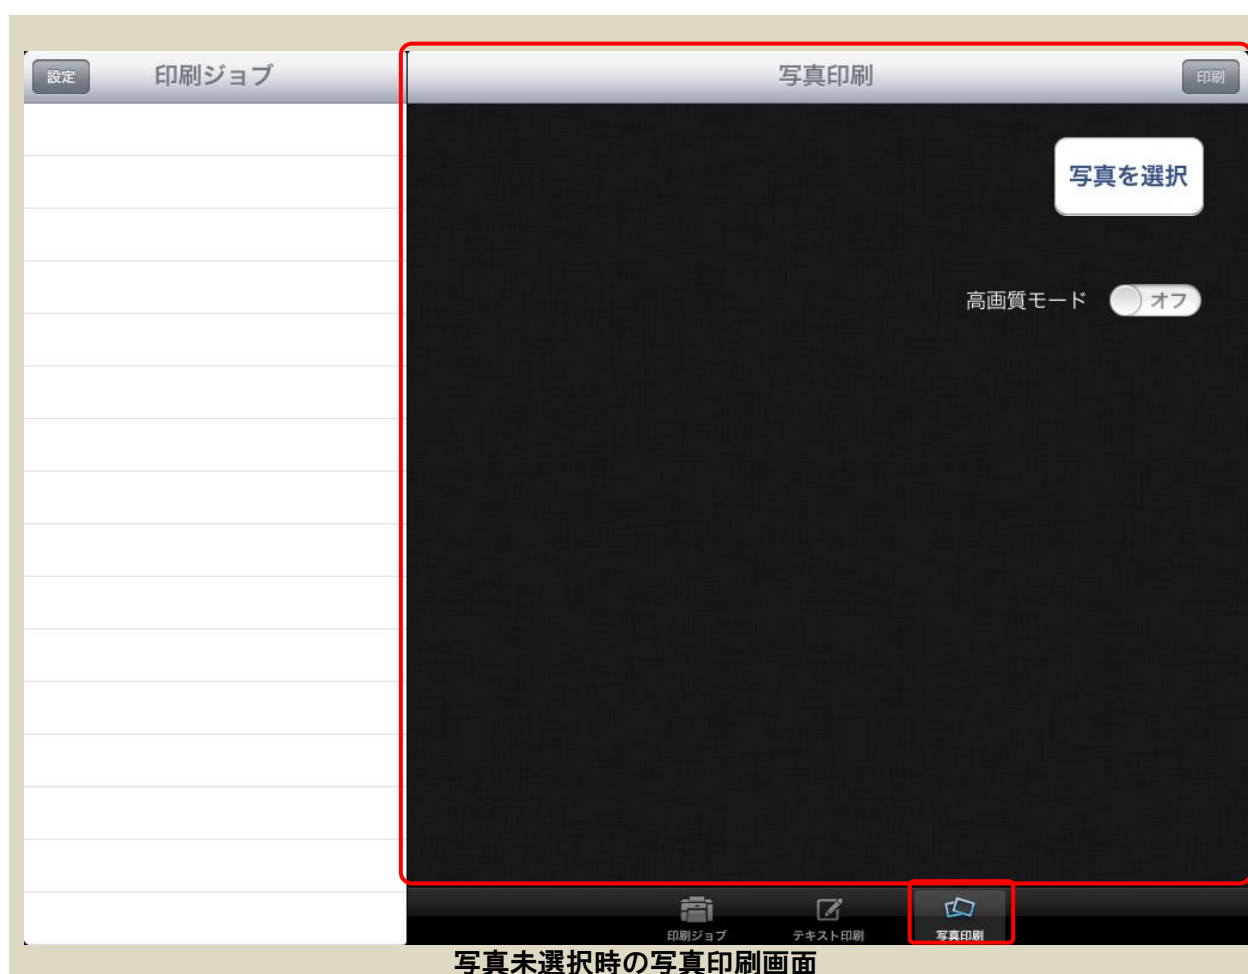 設定
印刷ジョブ
写真印刷
印刷
写真を選択
高画質モード
オフ
印刷ジョブ
テキスト印刷
写真印刷
写真未選択時の写真印刷画面